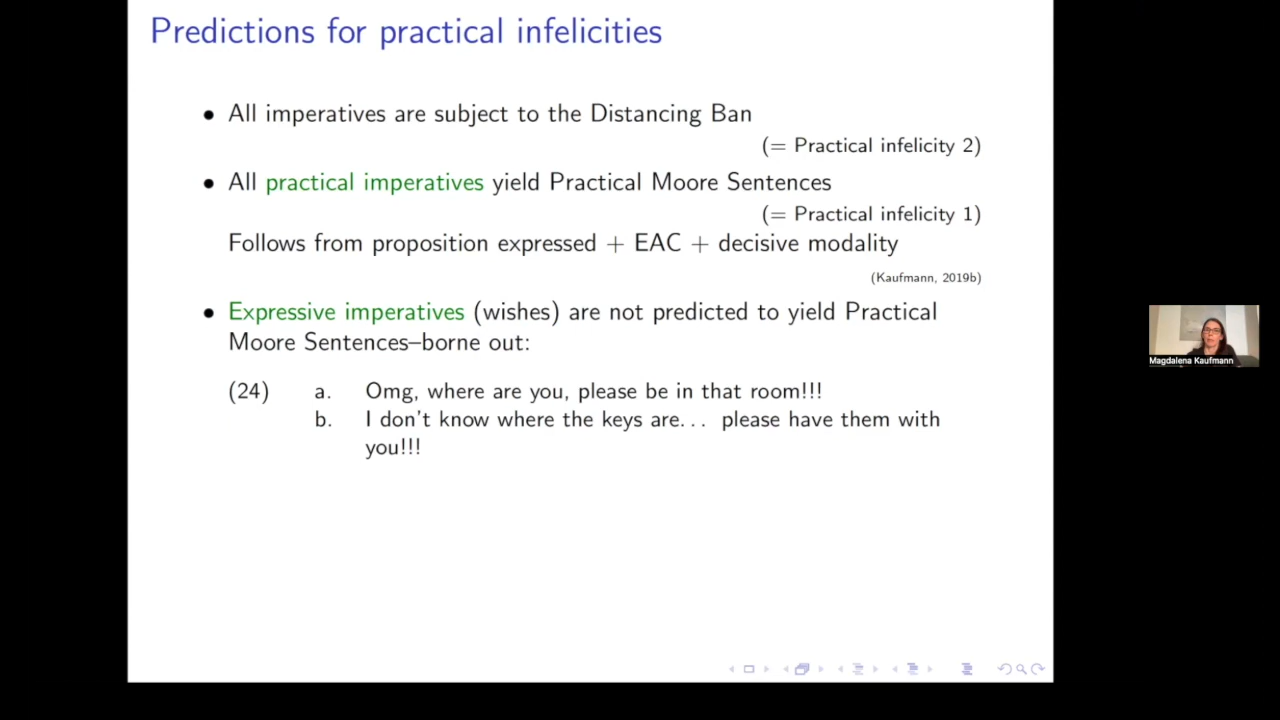 Predictions for practical infelicities
• All imperatives are subject to the Distancing Ban
(= Practical infelicity 2)
• All practical imperatives yield Practical Moore Sentences
(= Practical infelicity 1)
Follows from proposition expressed + EAC + decisive modality
(Kaufmann, 2019b)
• Expressive imperatives (wishes) are not predicted to yield Practical
Moore Sentences–borne out:
(24) a. Omg, where are you, please be in that room!!!
b. I don't know where the keys are... please have them with
you!!!
Magdalena Kaufmann